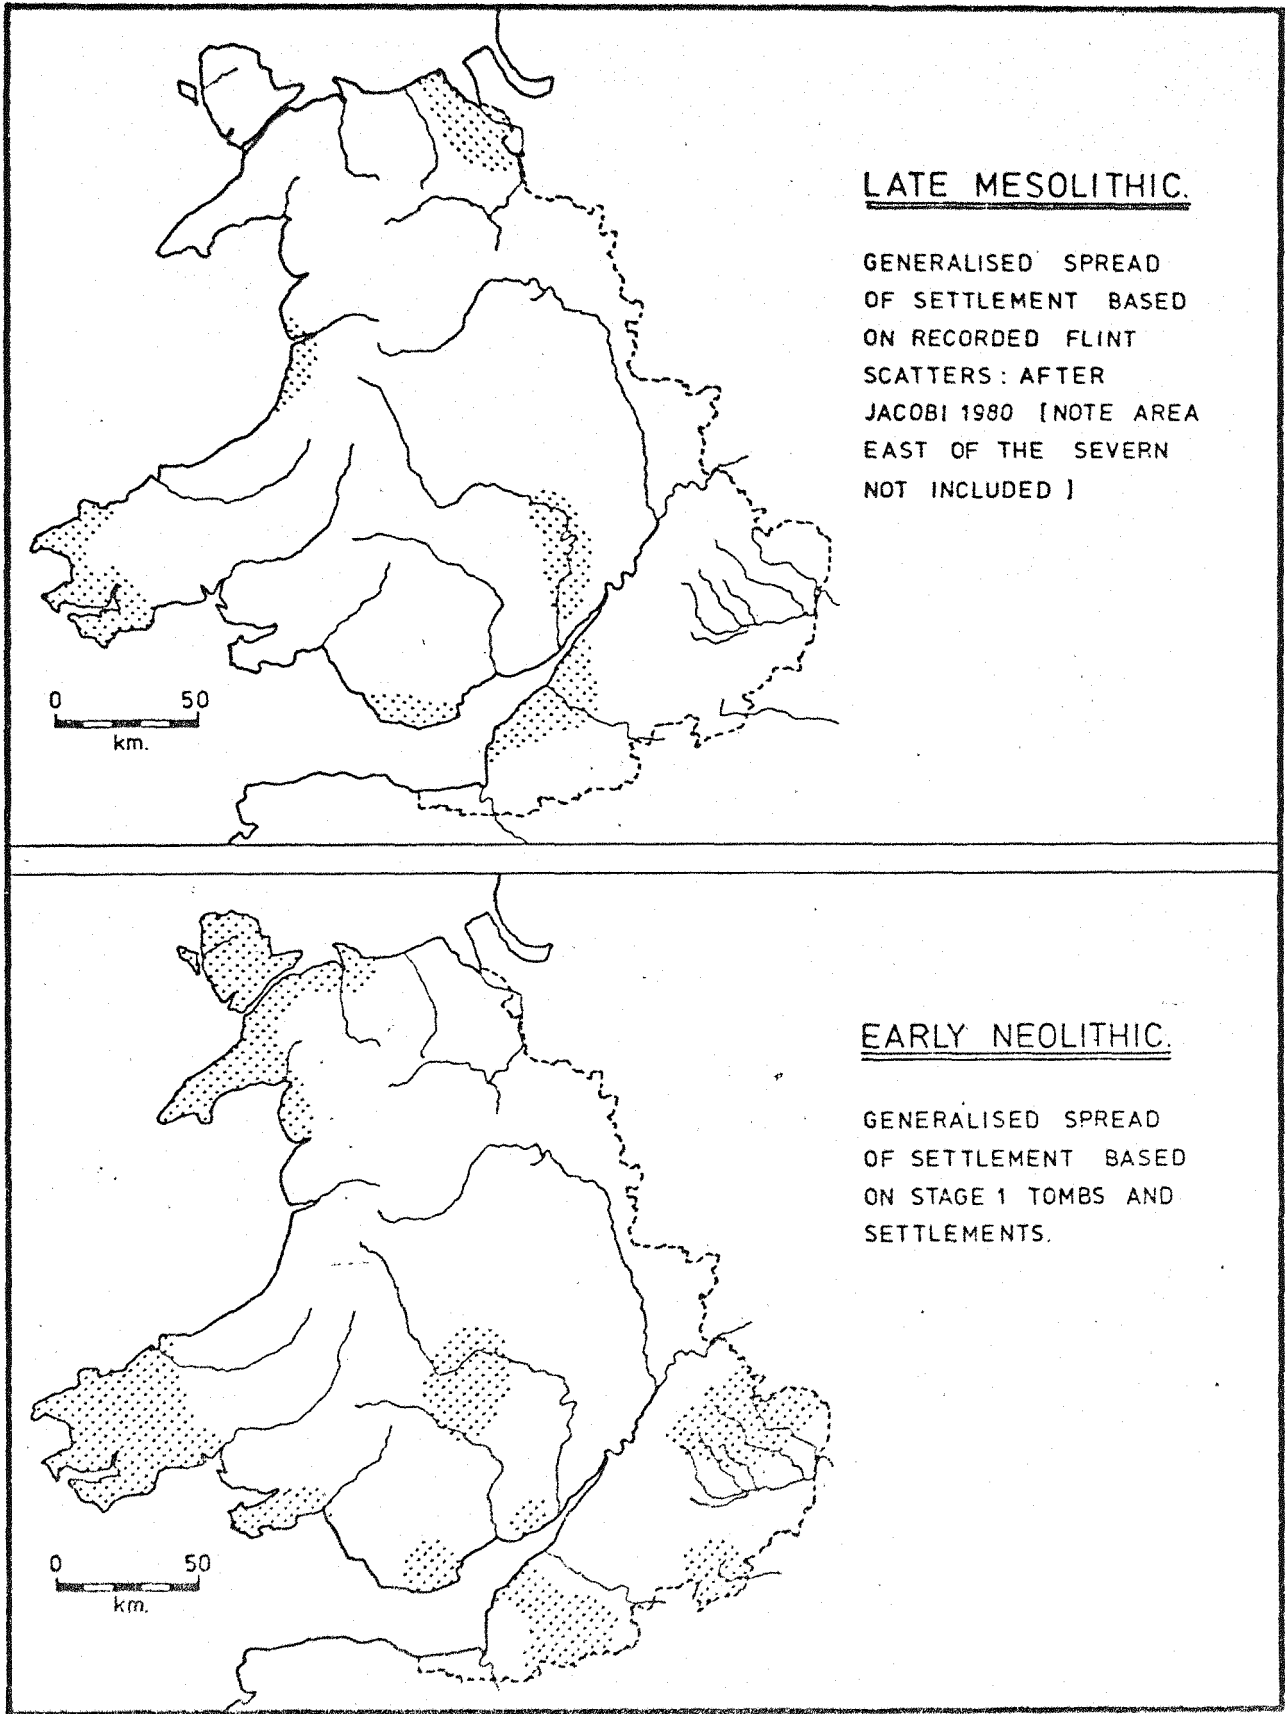 LATE MESOLITHIC.
GENERALISED SPREAD
OF SETTLEMENT BASED
ON RECORDED FLINT
SCATTERS : AFTER
JACOBI 1980 [NOTE AREA
EAST OF THE SEVERN
NOT INCLUDED ]
0 50
km.
EARLY NEOLITHIC.
GENERALISED SPREAD
OF SETTLEMENT BASED
ON STAGE 1 TOMBS AND
SETTLEMENTS.
0 50
km.